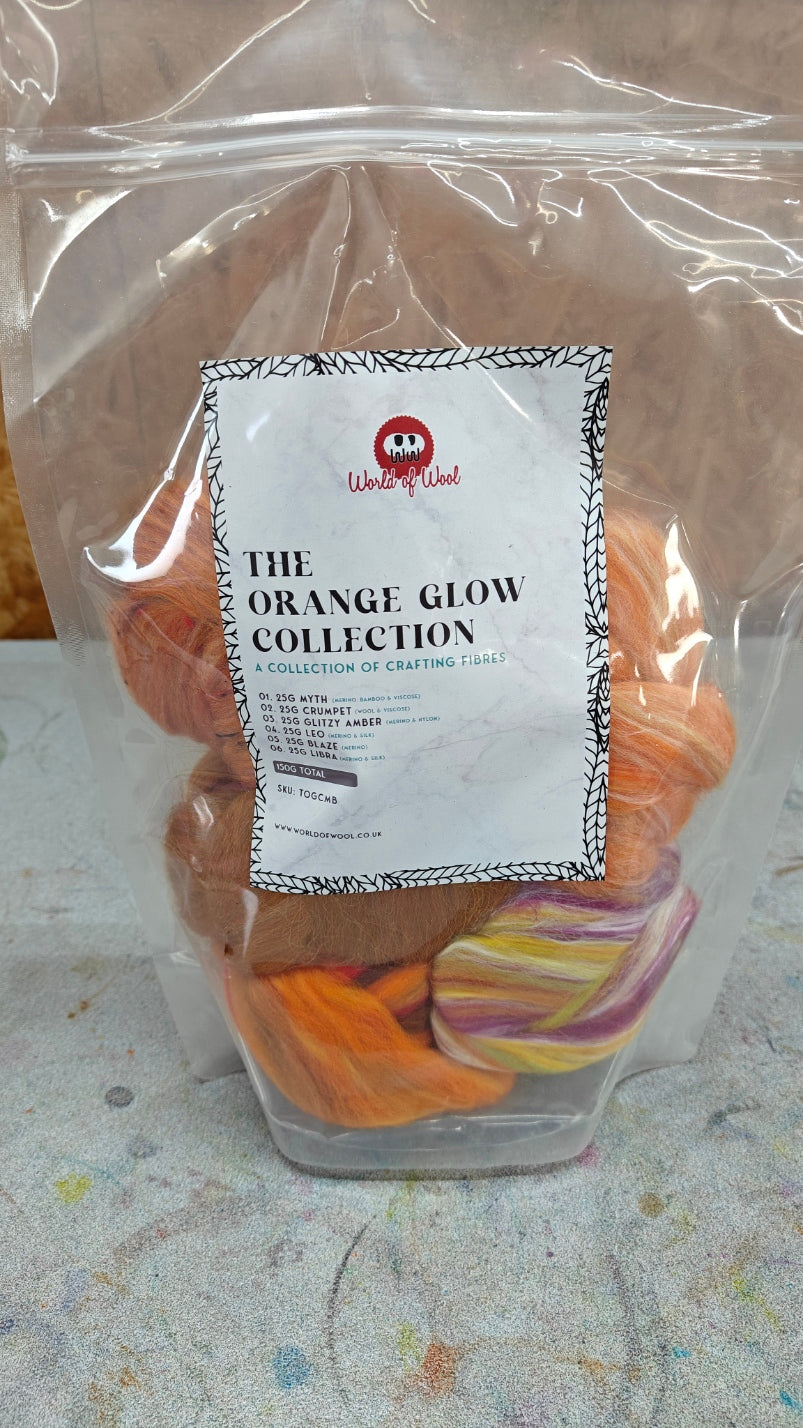 WW
World of Wool
THE
ORANGE GLOW
COLLECTION
A COLLECTION OF CRAFTING FIBRES
01. 25G MYTH (MERINO, BAMBOO & VISCOSE)
02. 25G CRUMPET (WOOL & VISCOSE)
03. 25G GLITZY AMBER (MERINO & NYLON)
04. 25G LEO (MERINO & SILK)
05. 25G BLAZE (MERINO)
06. 25G LIBRA (MERINO & SILK)
150G TOTAL
SKU: TOGCMB
WWW.WORLDOFWOOL.CO.UK